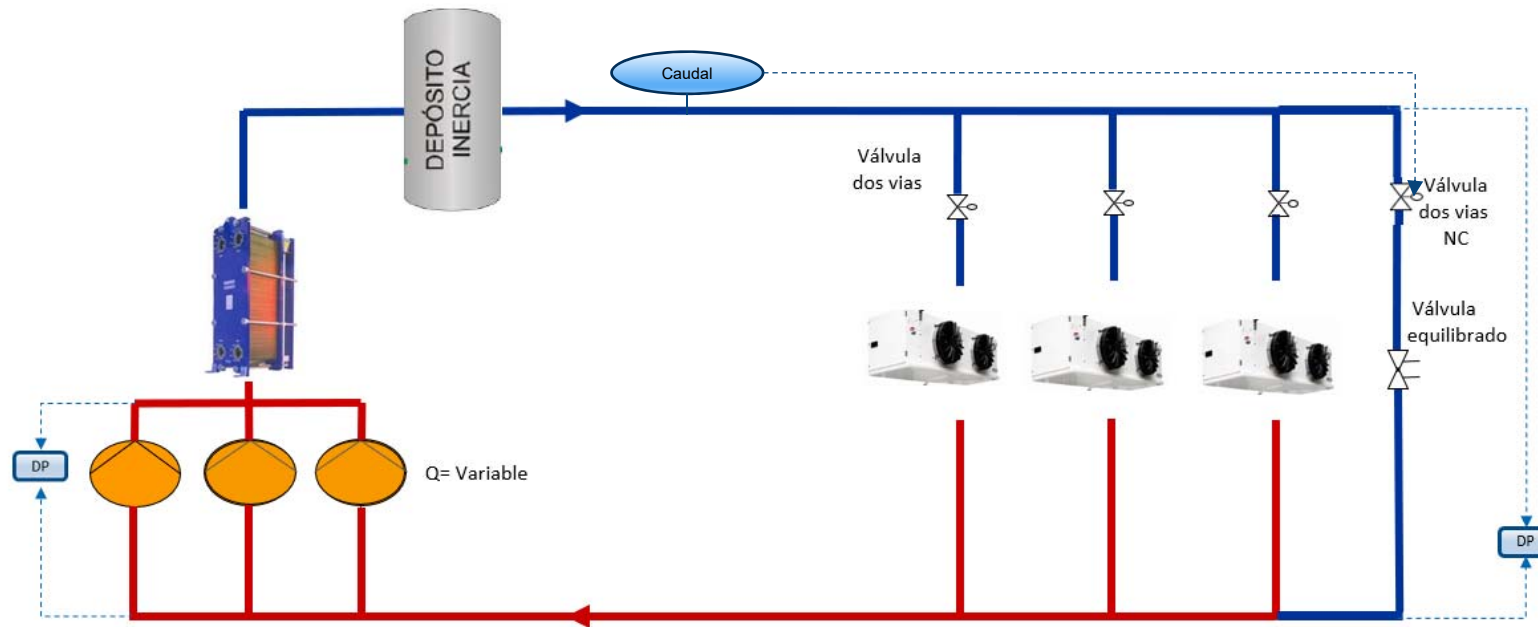 DEPÓSITO
INERCIA
Caudal
Válvula
dos vias
Válvula
dos vias
NC
Válvula
equilibrado
DP
Q= Variable
DP